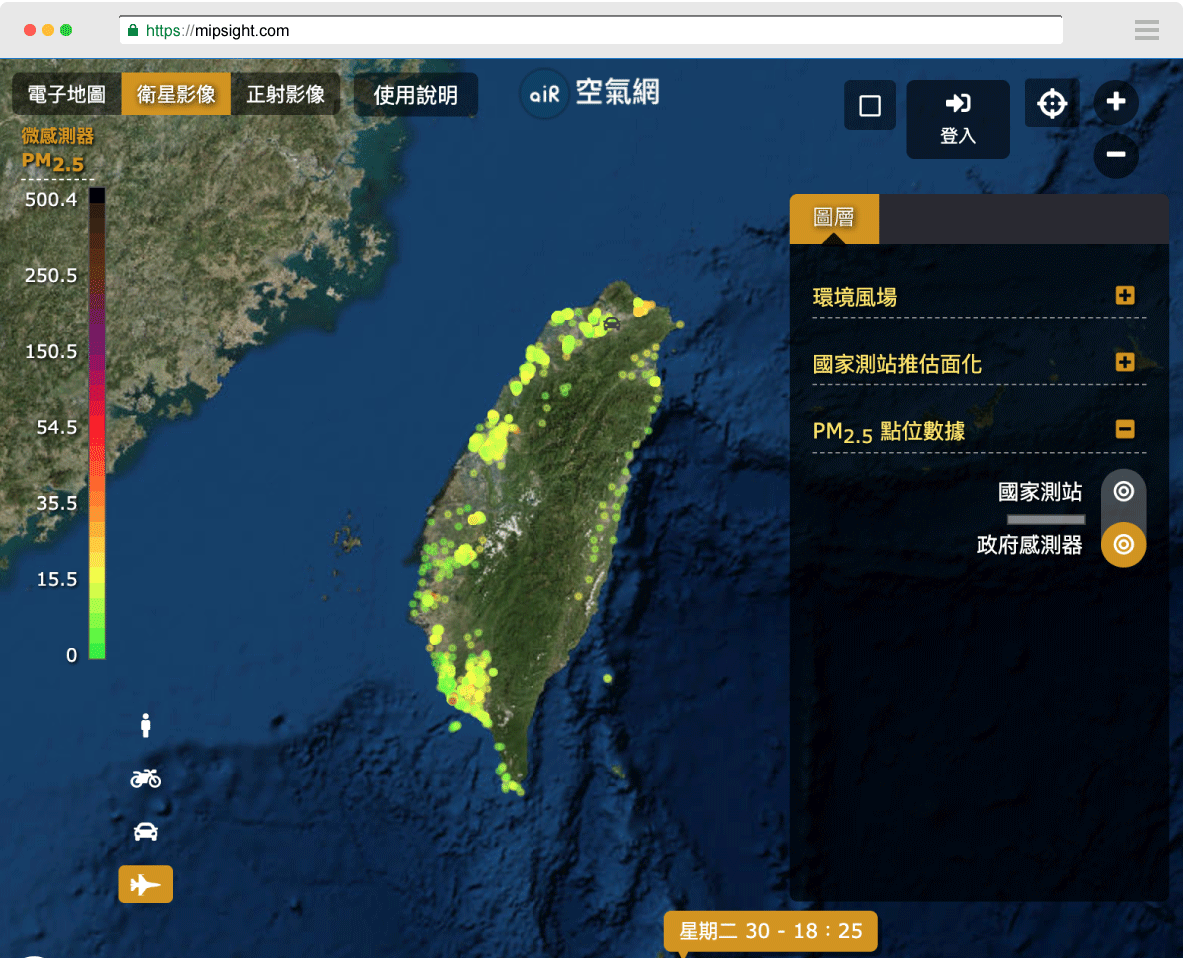 https://mipsight.com
電子地圖 衛星影像 正射影像 使用說明
aiR 空氣網
登入
微感測器
PM2.5
500.4
250.5
150.5
54.5
35.5
15.5
0
圖層
環境風場
國家測站推估面化
PM2.5 點位數據
國家測站
政府感測器
星期二 30 - 18：25